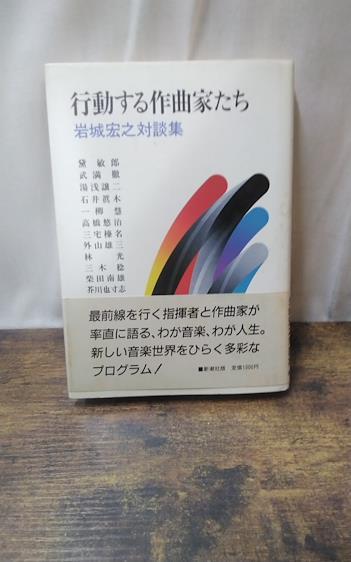 行動する作曲家たち
岩城宏之対談集
黛敏郎
武満徹
湯浅譲二
石井眞木
一柳慧
高橋悠治
三宅榛名
外山雄三
林光
三木稔
柴田南雄
芥川也寸志
最前線を行く指揮者と作曲家が
率直に語る、わが音楽、わが人生。
新しい音楽世界をひらく多彩な
プログラム!
■新潮社版 定価1300円